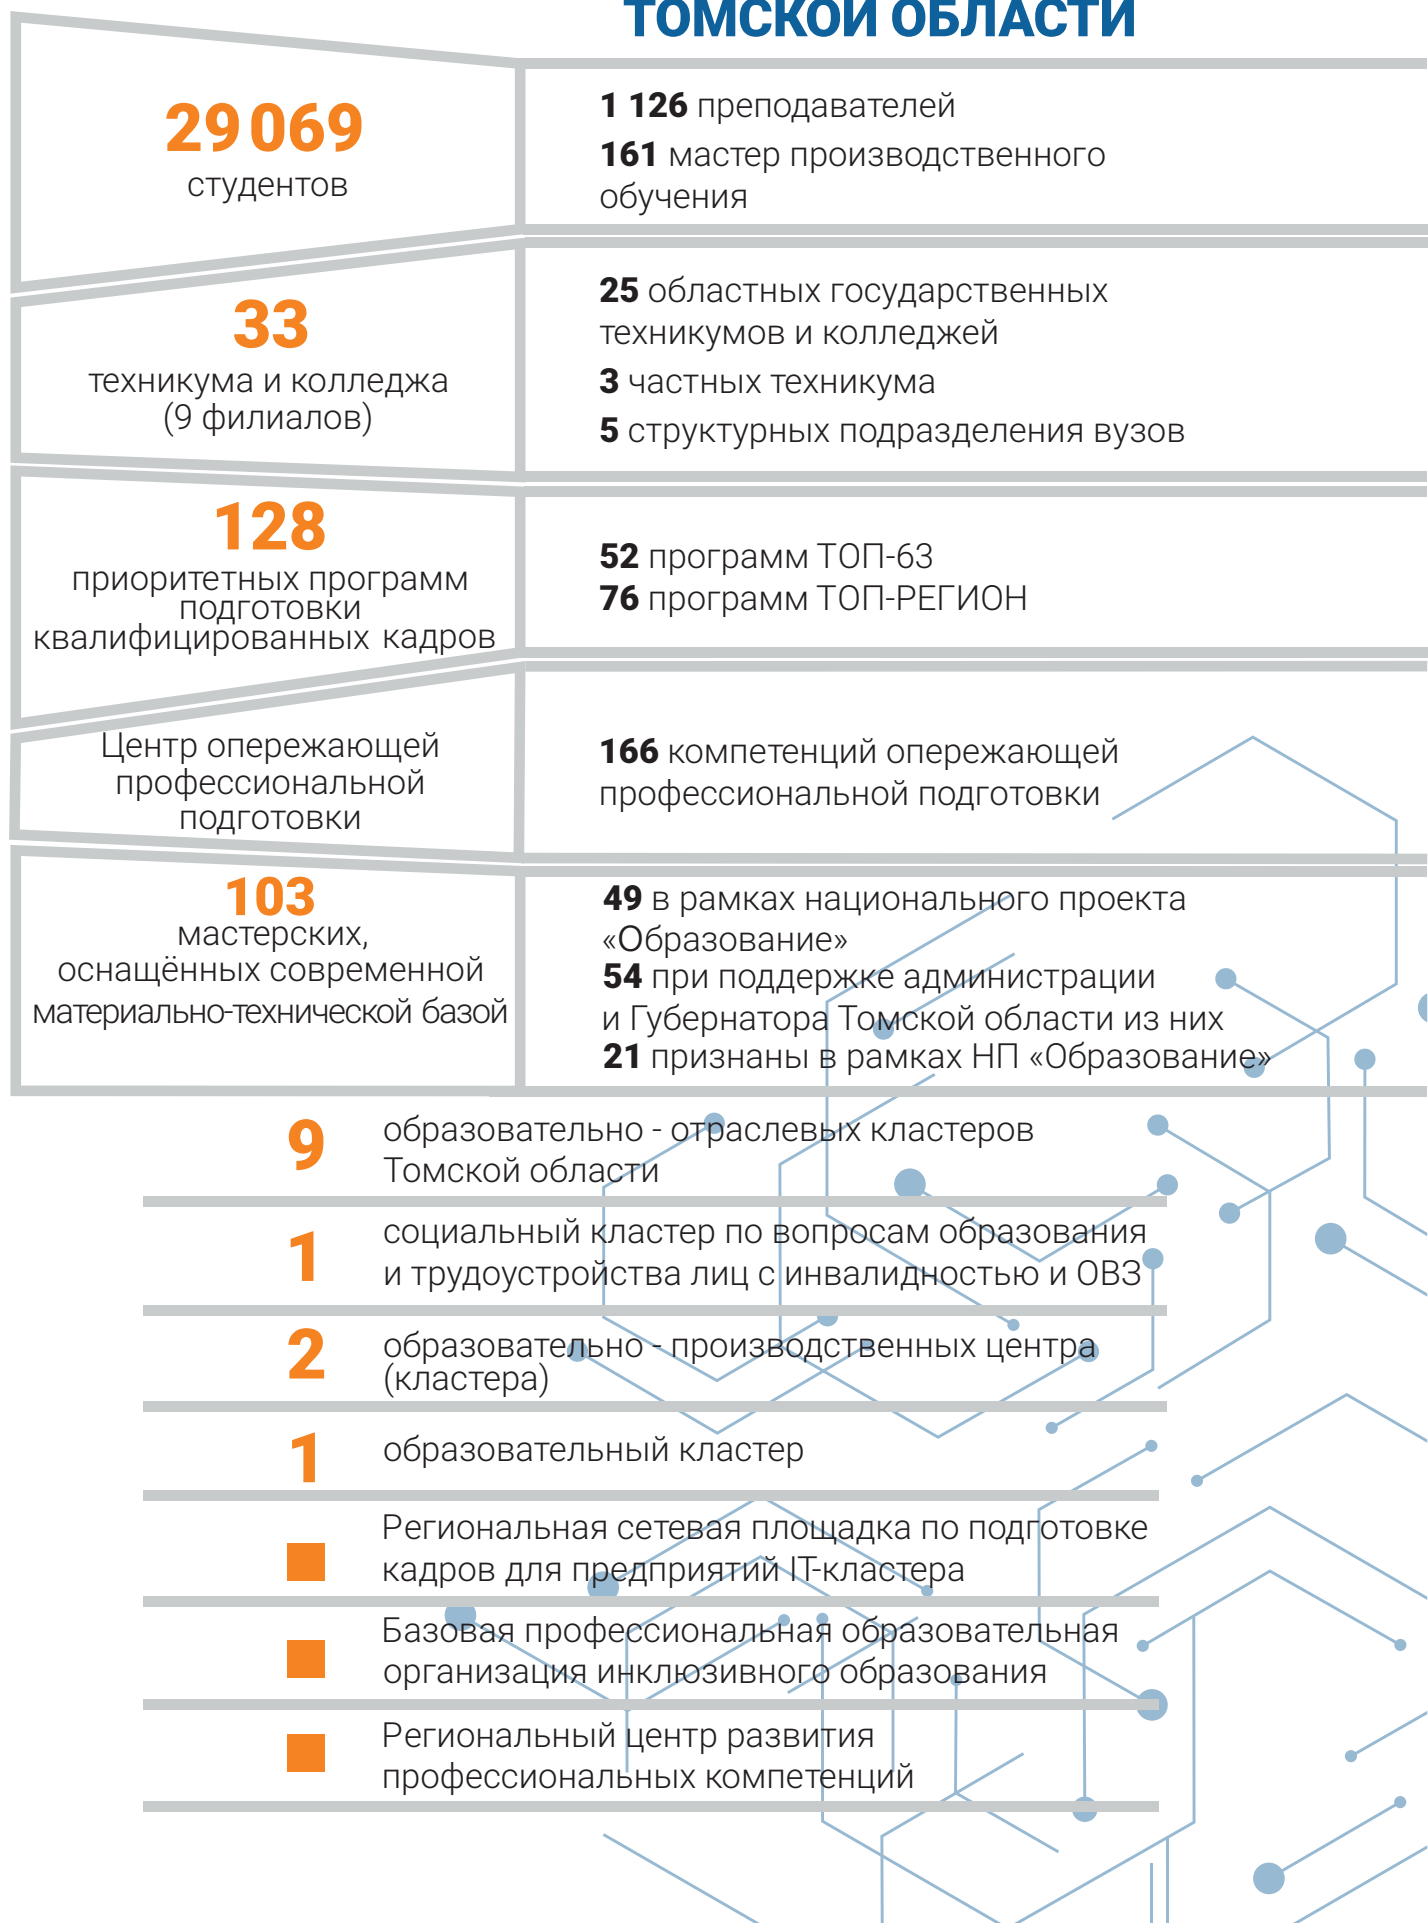 ТОМСКОЙ ОБЛАСТИ
29 069
студентов
1 126 преподавателей
161 мастер производственного
обучения
33
техникума и колледжа
(9 филиалов)
25 областных государственных
техникумов и колледжей
3 частных техникума
5 структурных подразделения вузов
128
приоритетных программ
подготовки
квалифицированных кадров
52 программ ТОП-63
76 программ ТОП-РЕГИОН
Центр опережающей
профессиональной
подготовки
166 компетенций опережающей
профессиональной подготовки
103
мастерских,
оснащённых современной
материально-технической базой
49 в рамках национального проекта
«Образование»
54 при поддержке администрации
и Губернатора Томской области из них
21 признаны в рамках НП «Образование»
9 образовательно - отраслевых кластеров
Томской области
1 социальный кластер по вопросам образования
и трудоустройства лиц с инвалидностью и ОВЗ
2 образовательно - производственных центра
(кластера)
1 образовательный кластер
Региональная сетевая площадка по подготовке
кадров для предприятий IT-кластера
Базовая профессиональная образовательная
организация инклюзивного образования
Региональный центр развития
профессиональных компетенций